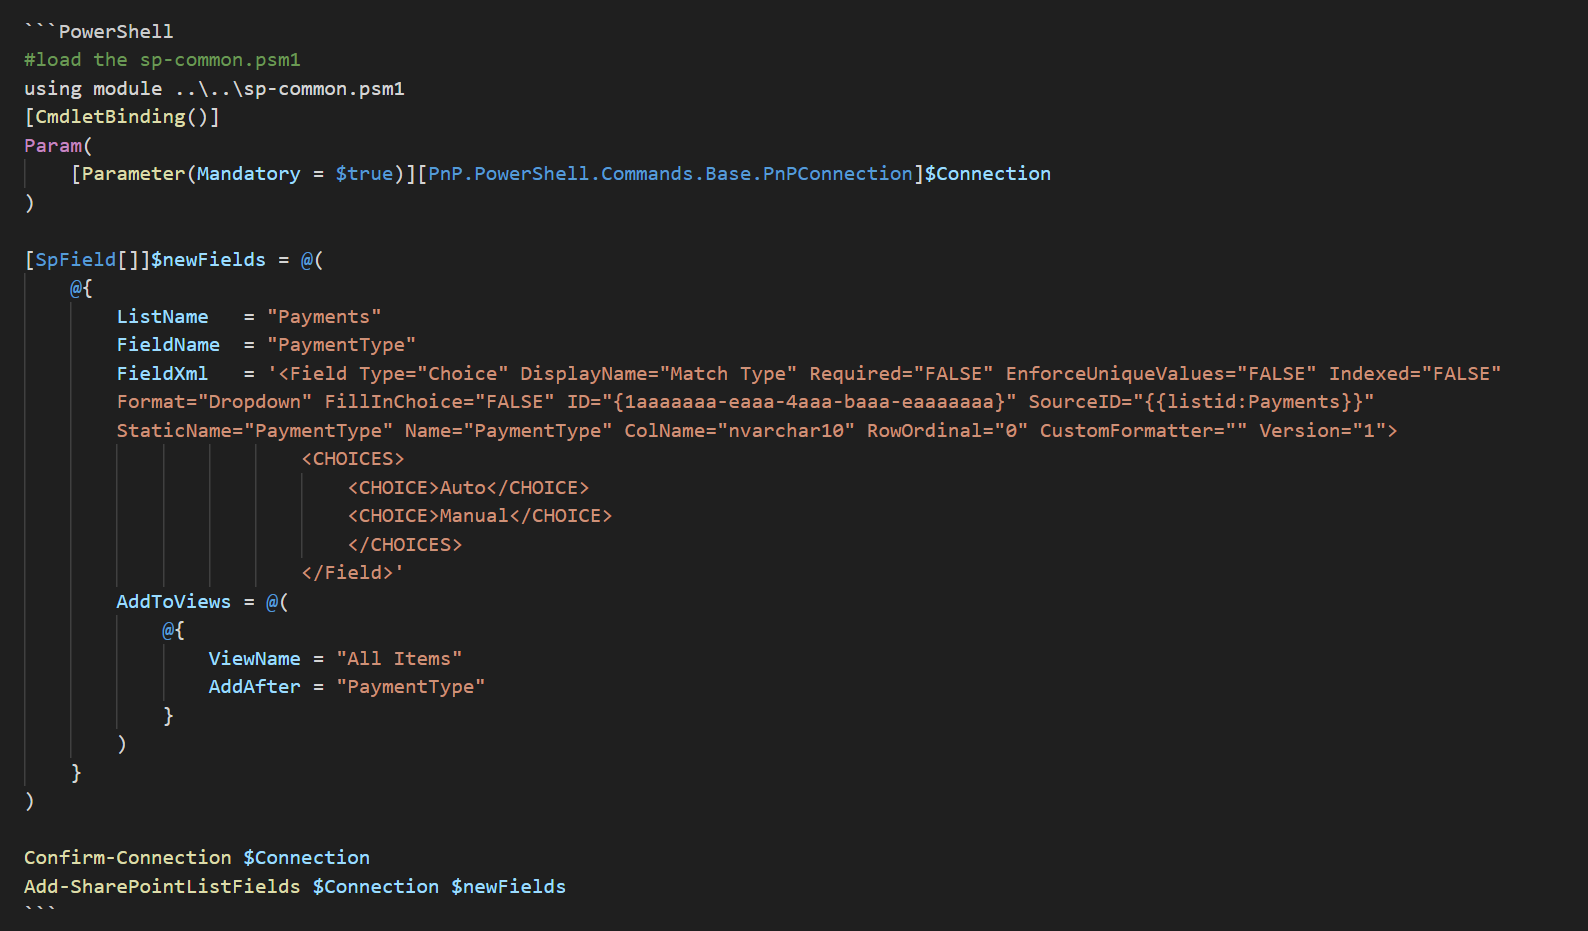 ```PowerShell
#load the sp-common.psm1
using module ..\..\sp-common.psm1
[CmdletBinding()]
Param(
    [Parameter(Mandatory = $true)][PnP.PowerShell.Commands.Base.PnPConnection]$Connection
)

[SpField[]]$newFields = @(
    @{
        ListName   = "Payments"
        FieldName  = "PaymentType"
        FieldXml   = '<Field Type="Choice" DisplayName="Match Type" Required="FALSE" EnforceUniqueValues="FALSE" Indexed="FALSE"
        Format="Dropdown" FillInChoice="FALSE" ID="{1aaaaaaa-eaaa-4aaa-baaa-eaaaaaaa}" SourceID="{{listid:Payments}}"
        StaticName="PaymentType" Name="PaymentType" ColName="nvarchar10" RowOrdinal="0" CustomFormatter="" Version="1">
                        <CHOICES>
                            <CHOICE>Auto</CHOICE>
                            <CHOICE>Manual</CHOICE>
                            </CHOICES>
                        </Field>'
        AddToViews = @(
            @{
                ViewName = "All Items"
                AddAfter = "PaymentType"
            }
        )
    }
)

Confirm-Connection $Connection
Add-SharePointListFields $Connection $newFields
```